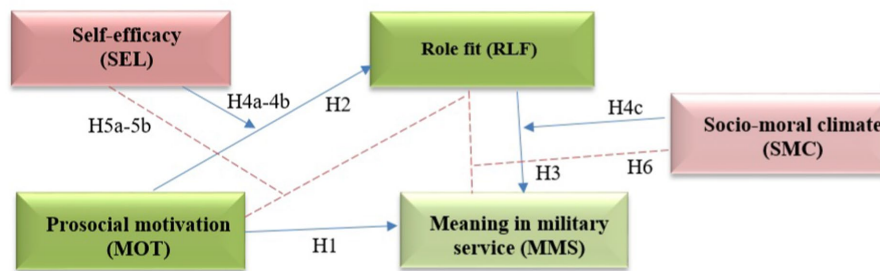 Self-efficacy
(SEL)
Role fit (RLF)
H4a-4b
H2
H5a-5b
H4c
Socio-moral climate
(SMC)
H6
H3
Prosocial motivation
(MOT)
H1
Meaning in military
service (MMS)